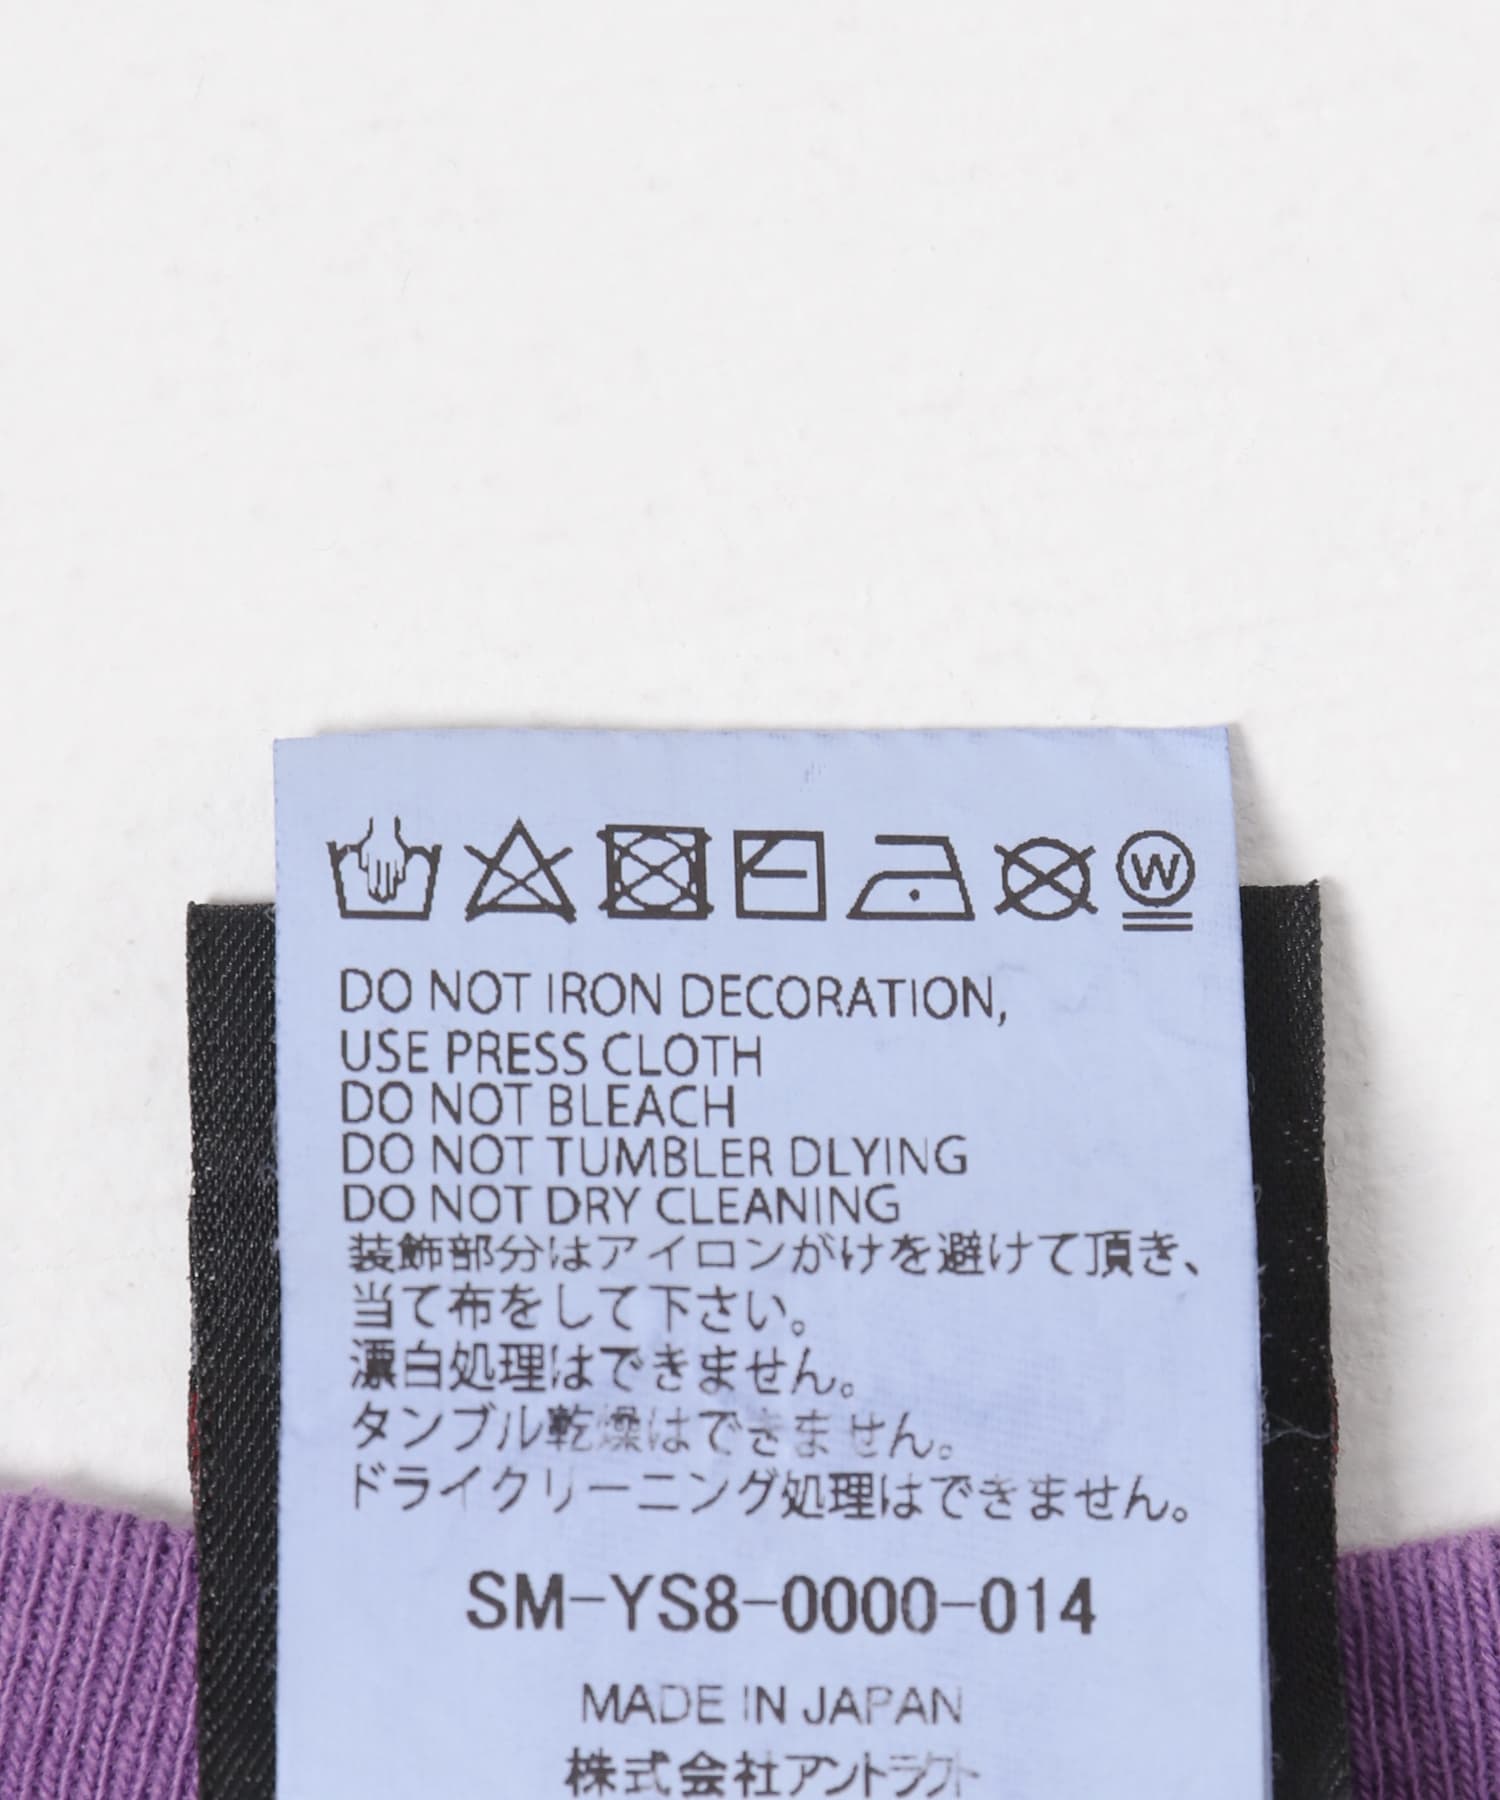 W
DO NOT IRON DECORATION,
USE PRESS CLOTH
DO NOT BLEACH
DO NOT TUMBLER DLYING
DO NOT DRY CLEANING
装飾部分はアイロンがけを避けて頂き、
当て布をして下さい。
漂白処理はできません。
タンブル乾燥はできません。
ドライクリーニング処理はできません。
SM-YS8-0000-014
MADE IN JAPAN
株式会社アントラクト